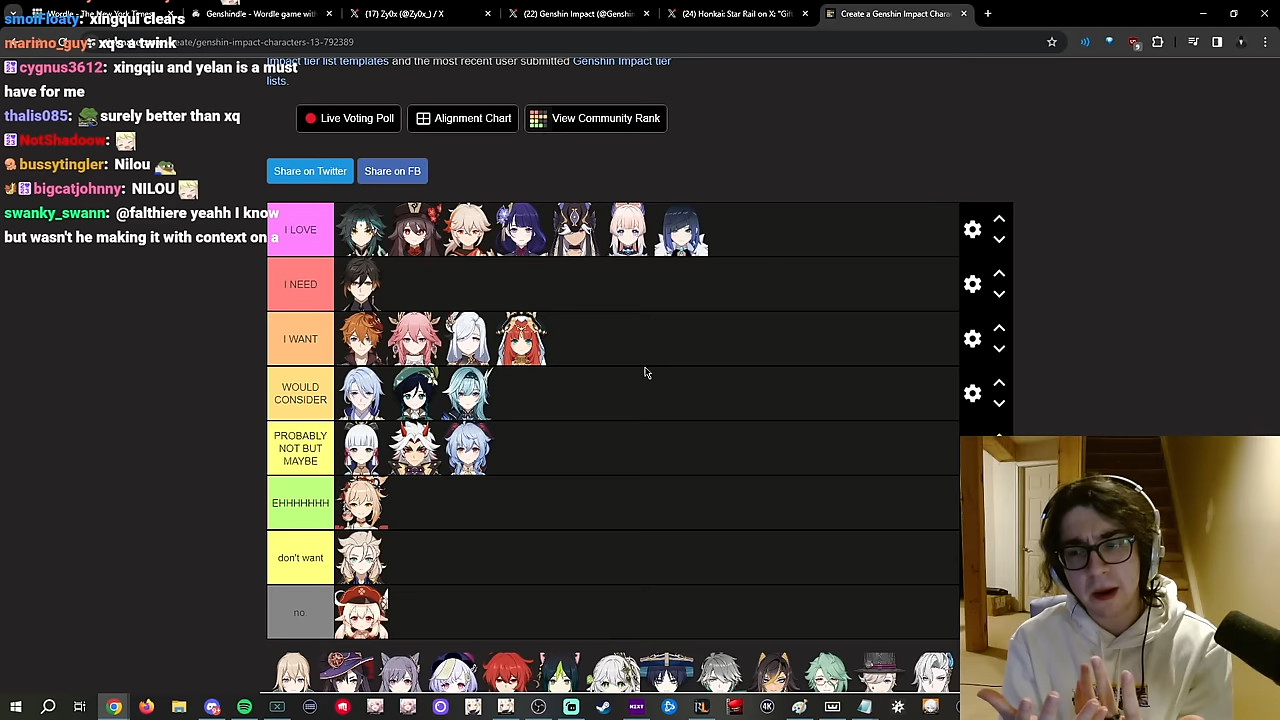 Wordle - The New York Times
Genshindle - Wordle game with
(17) Zy0x (@Zy0x_) / X
(22) Genshin Impact (@Genshin
(24) Honkai: Star Rail on X: "Gif
Create a Genshin Impact Chara
eate/genshin-impact-characters-13-792389
smolFloaty: xingqui clears
marimo_guy: xq's a twink
cygnus3612: xingqiu and yelan is a must
have for me
thalis085: surely better than xq
NotShadoow:
bussytingler: Nilou
bigcatjohnny: NILOU
swanky_swann: @falthiere yeahh I know
but wasn't he making it with context on a
Impact tier list templates and the most recent user submitted Genshin Impact tier
lists.
Live Voting Poll
Alignment Chart
View Community Rank
Share on Twitter
Share on FB
I LOVE
I NEED
I WANT
WOULD
CONSIDER
PROBABLY
NOT BUT
MAYBE
EHHHHHHH
don't want
no